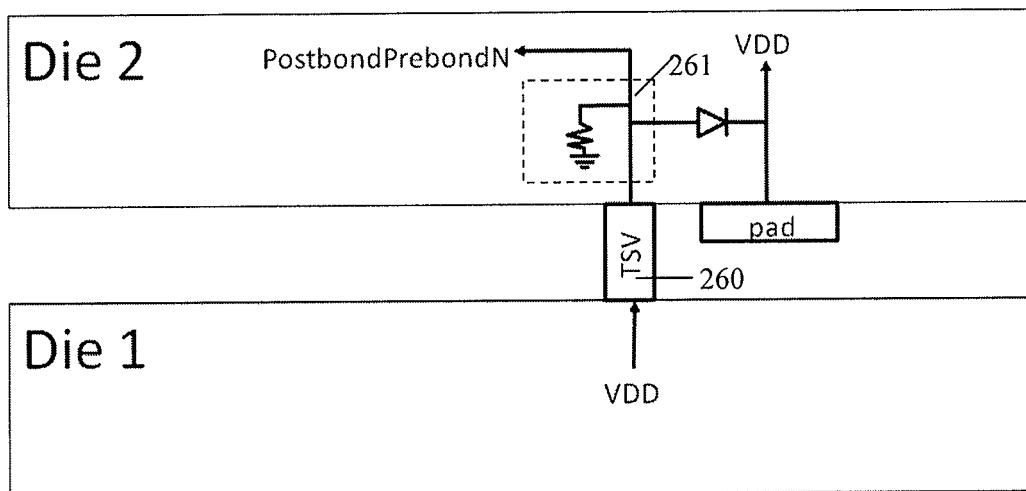 Die 2
PostbondPrebondN
261
VDD
pad
TSV
260
Die 1
VDD